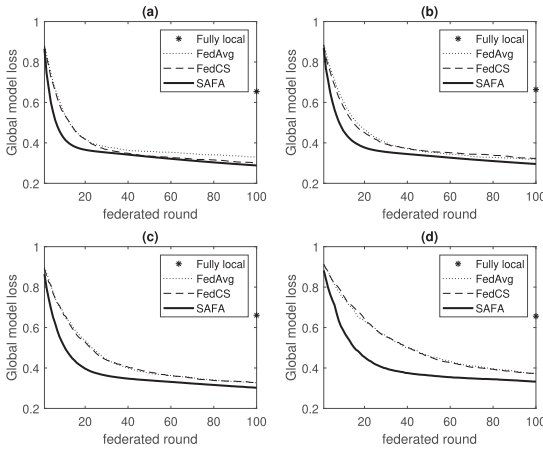 (a)
Global model loss
1
0.8
0.6
0.4
0.2
Fully local
FedAvg
FedCS
SAFA
20 40 60 80 100
federated round
(b)
Global model loss
1
0.8
0.6
0.4
0.2
Fully local
FedAvg
FedCS
SAFA
20 40 60 80 100
federated round
(c)
Global model loss
1
0.8
0.6
0.4
0.2
Fully local
FedAvg
FedCS
SAFA
20 40 60 80 100
federated round
(d)
Global model loss
1
0.8
0.6
0.4
0.2
Fully local
FedAvg
FedCS
SAFA
20 40 60 80 100
federated round